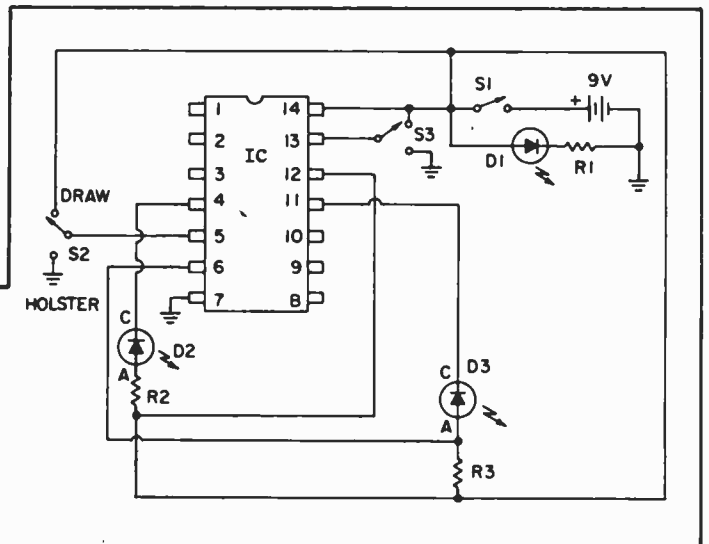 S1
9V
+
1
14
2
13
S3
IC
3
12
D1
R1
DRAW
4
11
5
10
S2
6
9
HOLSTER
7
8
C
D2
A
R2
C
D3
A
R3